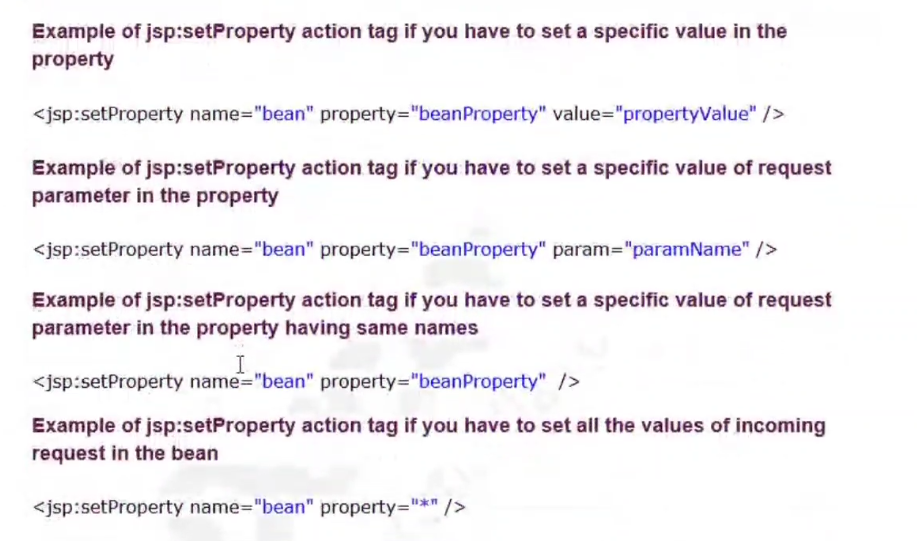 Example of jsp:setProperty action tag if you have to set a specific value in the
property
<jsp:setProperty name="bean" property="beanProperty" value="propertyValue" />
Example of jsp:setProperty action tag if you have to set a specific value of request
parameter in the property
<jsp:setProperty name="bean" property="beanProperty" param="paramName" />
Example of jsp:setProperty action tag if you have to set a specific value of request
parameter in the property having same names
<jsp:setProperty name="bean" property="beanProperty" />
Example of jsp:setProperty action tag if you have to set all the values of incoming
request in the bean
<jsp:setProperty name="bean" property="*" />